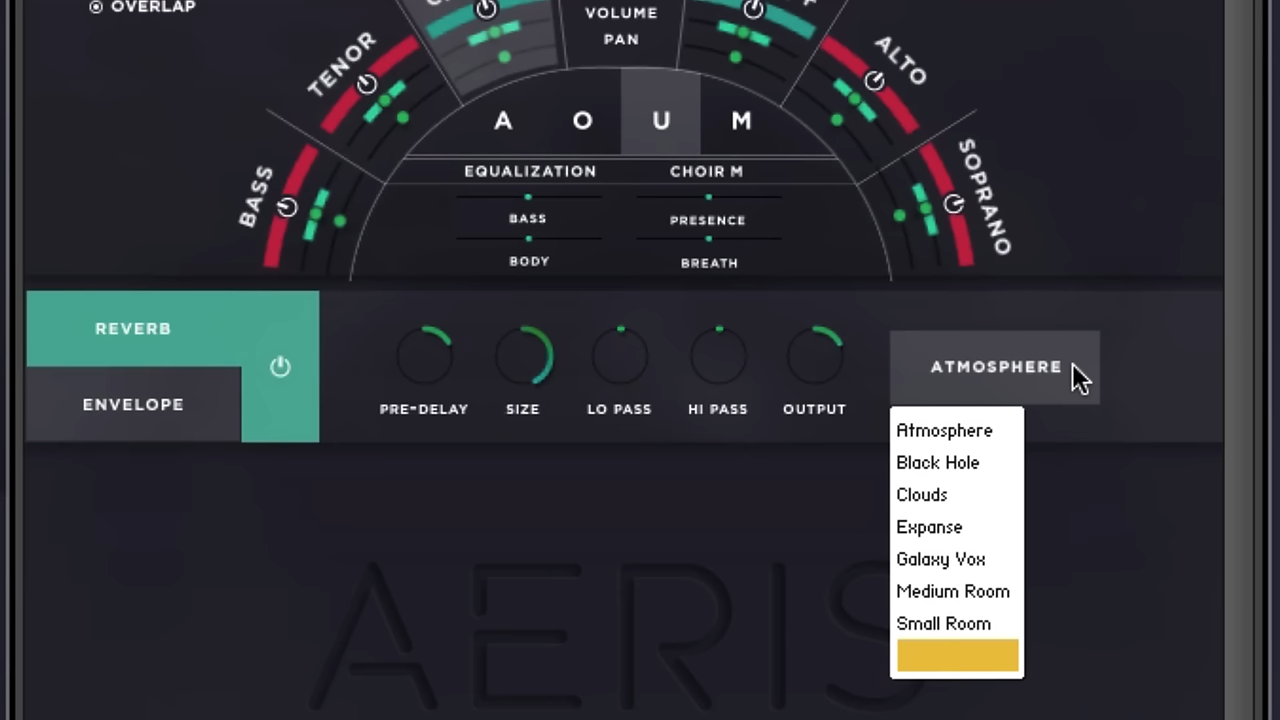 OVERLAP
VOLUME
PAN
TENOR
ALTO
BASS
SOPRANO
A O U M
EQUALIZATION
CHOIR M
BASS
PRESENCE
BODY
BREATH
REVERB
ENVELOPE
PRE-DELAY
SIZE
LO PASS
HI PASS
OUTPUT
ATMOSPHERE
Atmosphere
Black Hole
Clouds
Expanse
Galaxy Vox
Medium Room
Small Room
AERIS